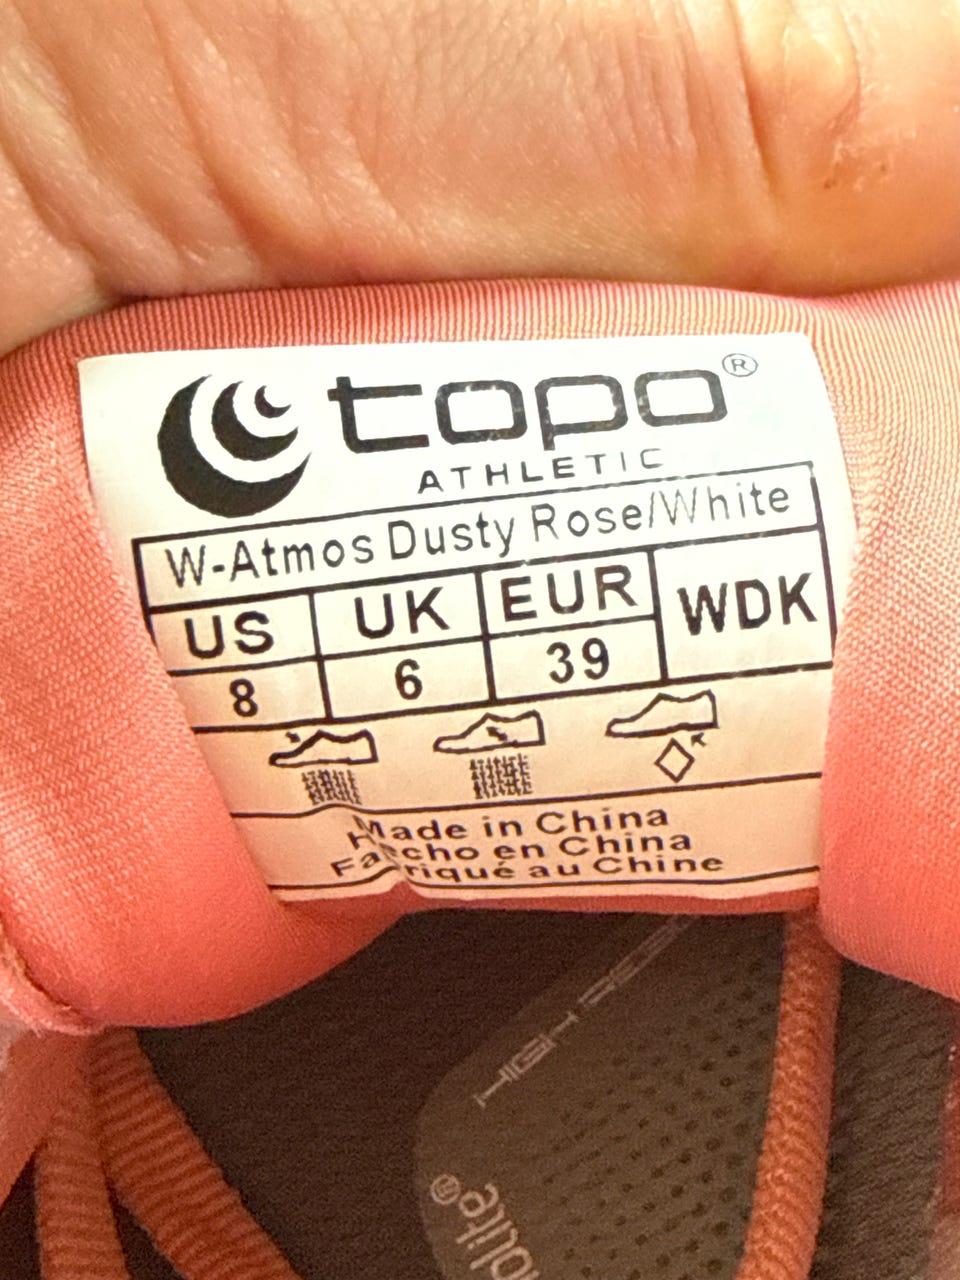 topo®
ATHLETIC
W-Atmos Dusty Rose/White
US UK EUR WDK
8 6 39
Made in China
Hecho en China
Fabriqué au Chine